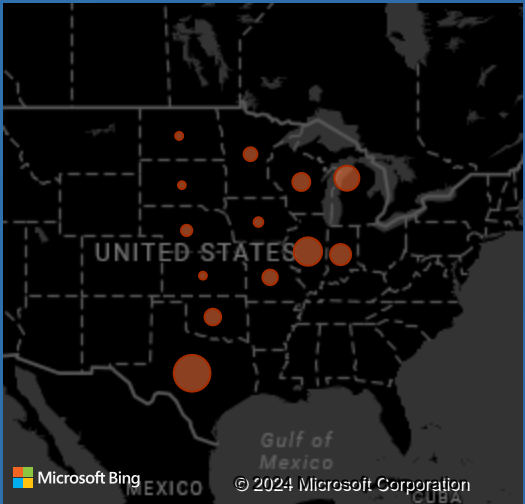 UNITED STATES
Gulf of
Mexico
Microsoft Bing
© 2024 Microsoft Corporation
MEXICO
CUBA